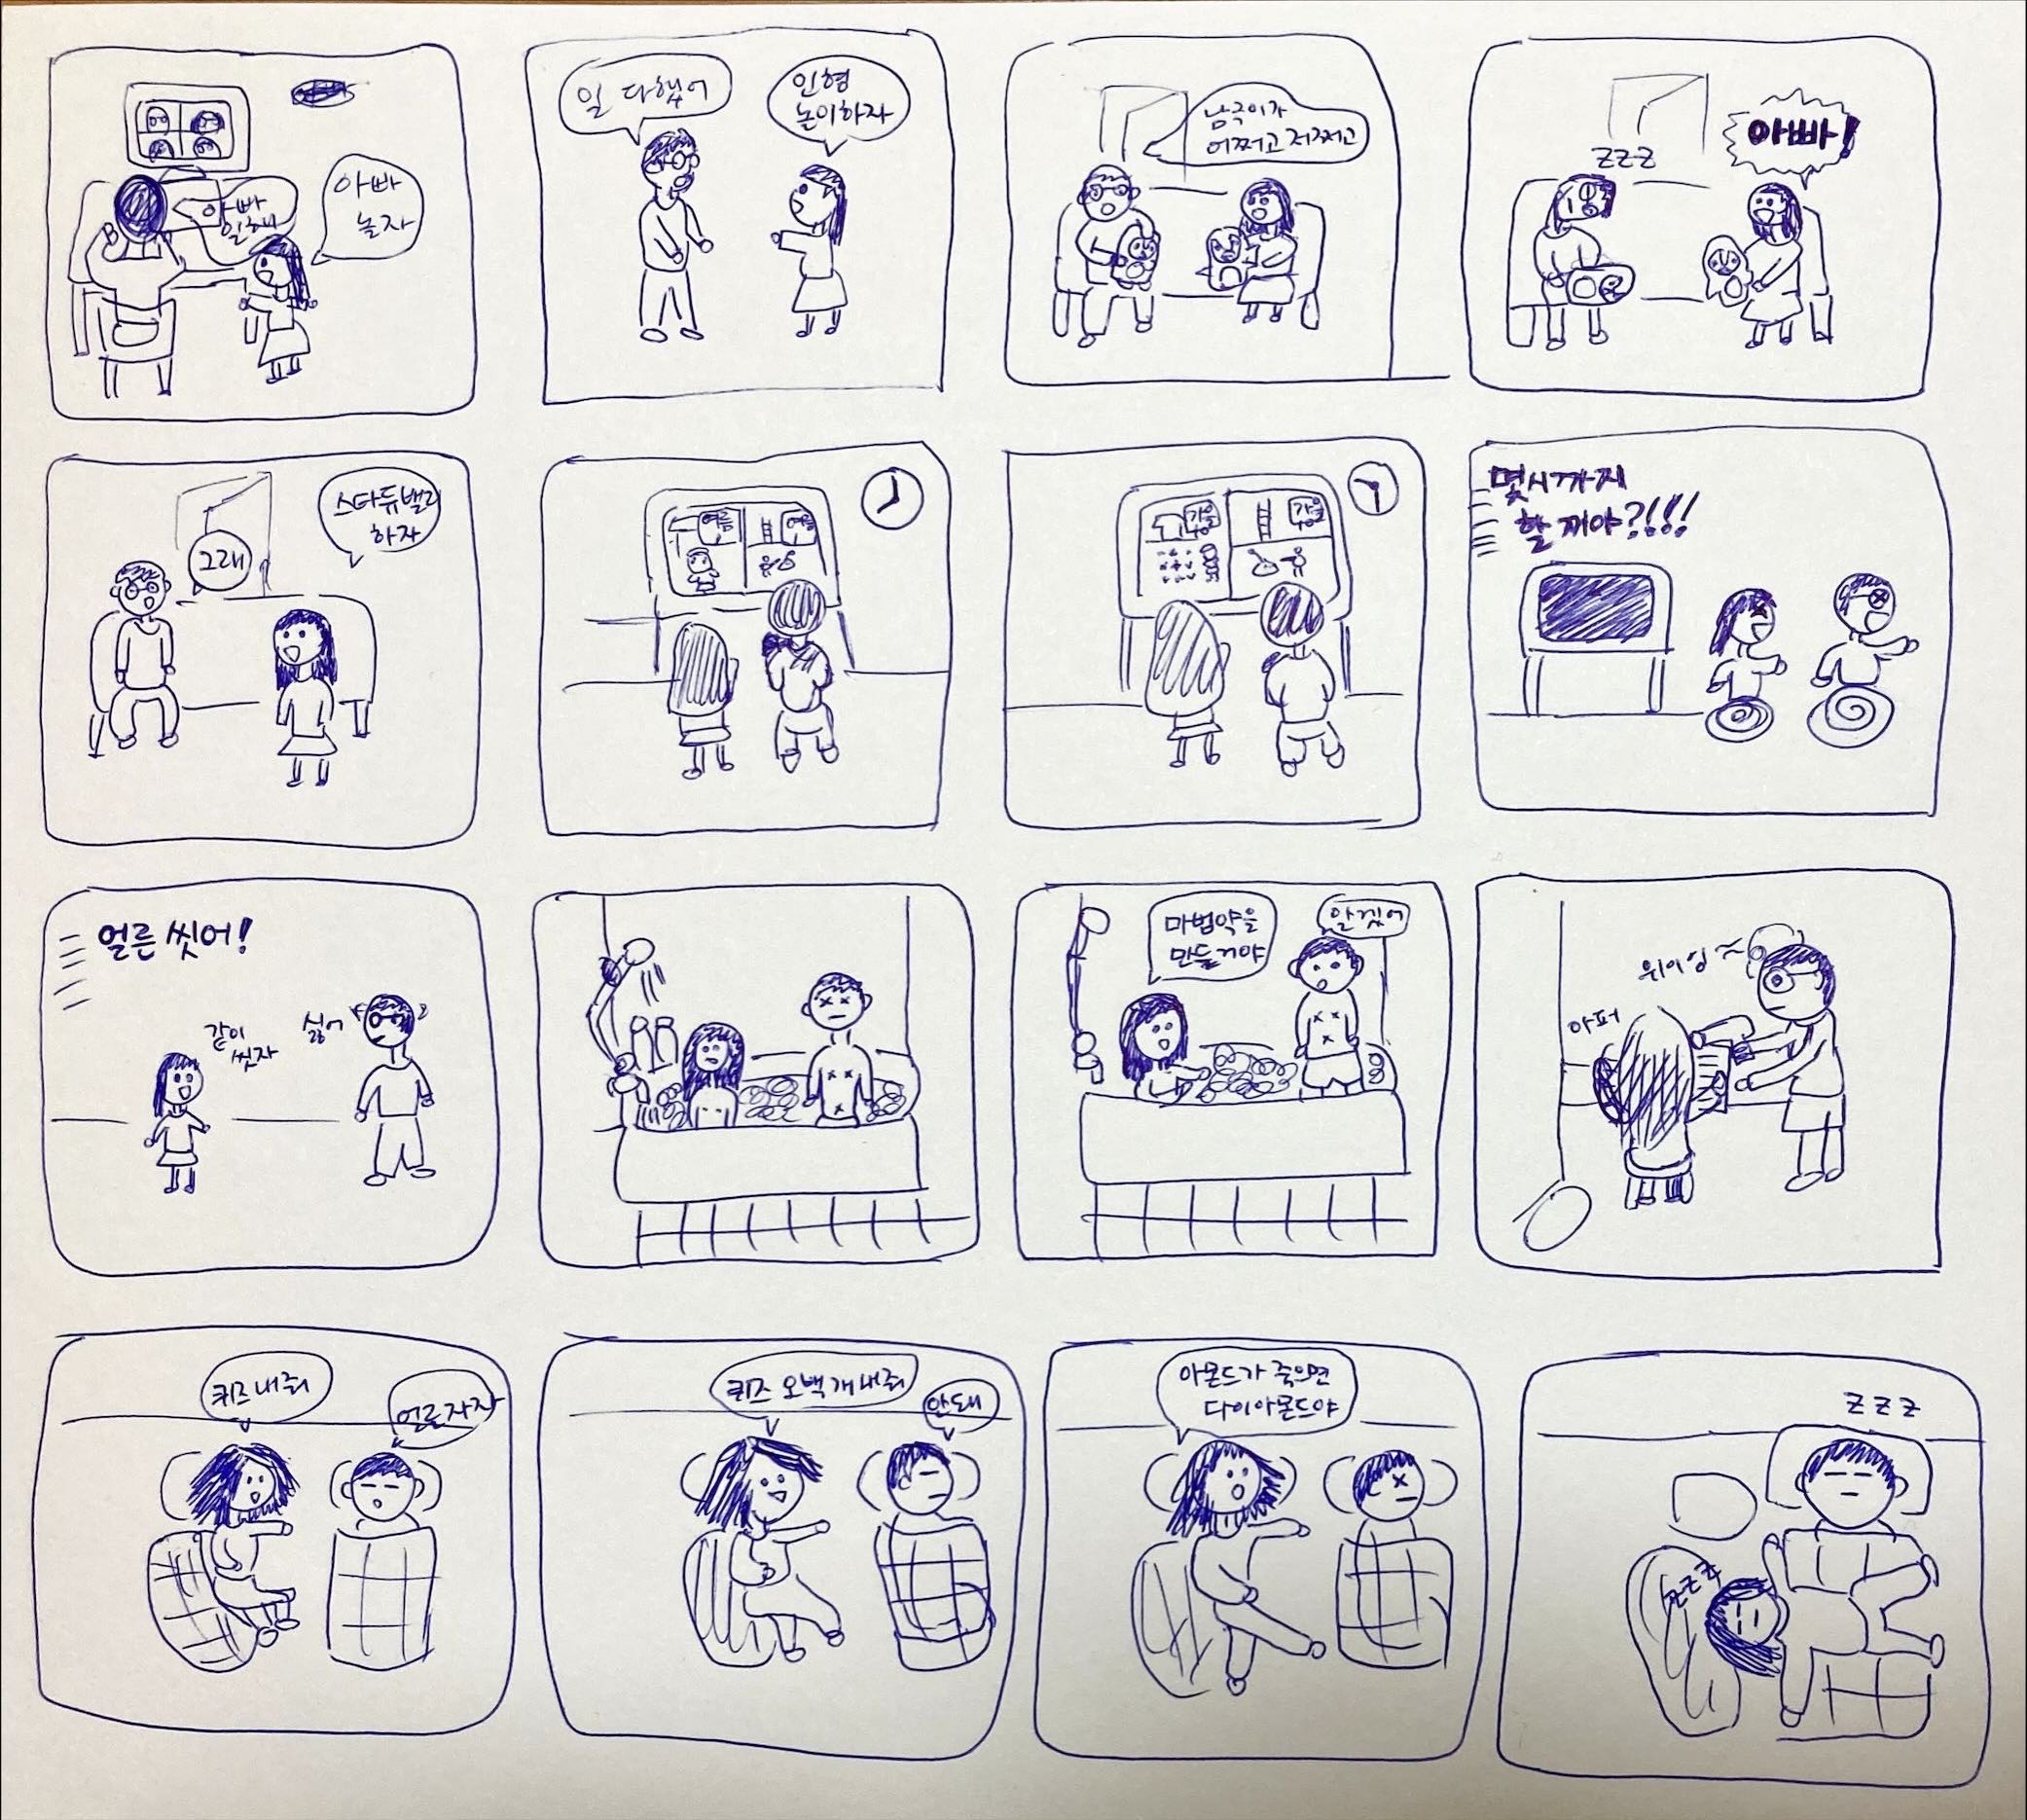 아빠
일해
아빠
놀자
일 다했어
인형
놀이하자
남극이가
어쩌고 저쩌고
zzz
아빠!
그래
스타듀밸리
하자
여름
여름
가을
가을
몇시까지
할꺼야?!!!
얼른 씻어!
같이
씻자
싫어
마법약을
만들거야
알겠어
위이잉~
아퍼
퀴즈내줘
얼른자자
퀴즈 오백개내줘
안돼
아몬드가 죽으면
다이아몬드야
zzz
zzz